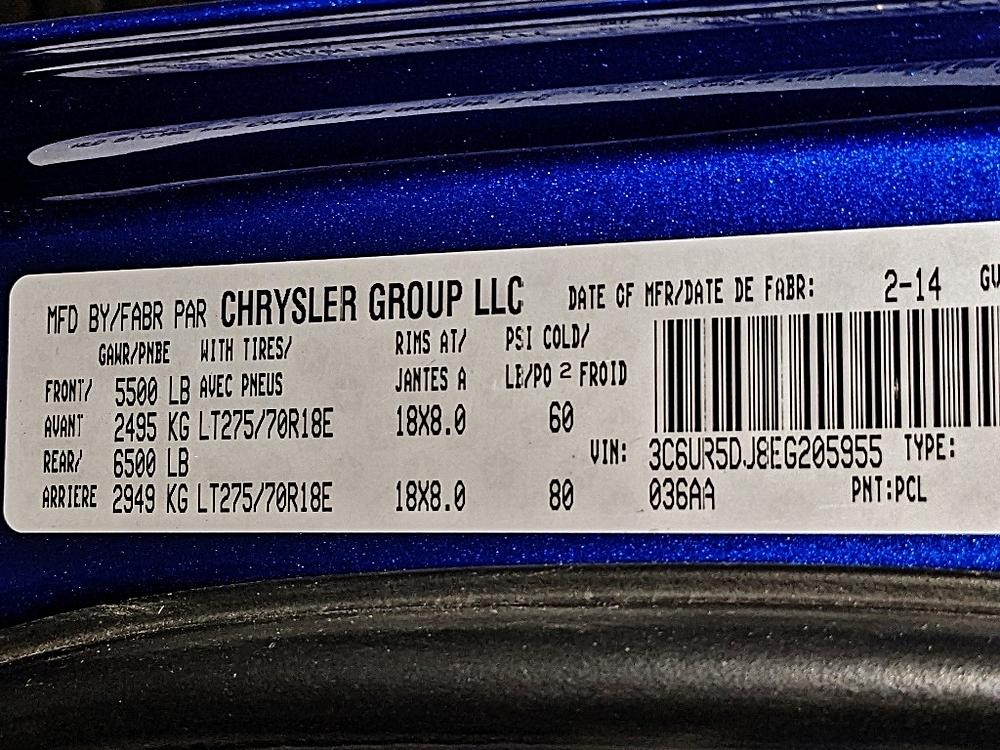 MFD BY/FABR PAR CHRYSLER GROUP LLC DATE OF MFR/DATE DE FABR: 2-14
GAWR/PNBE WITH TIRES/ RIMS AT/ PSI COLD/
FRONT/ 5500 LB AVEC PNEUS JANTES A LB/PO 2 FROID
AVANT 2495 KG LT275/70R18E 18X8.0 60
REAR/ 6500 LB VIN: 3C6UR5DJ8EG205955 TYPE:
ARRIERE 2949 KG LT275/70R18E 18X8.0 80 036AA PNT:PCL